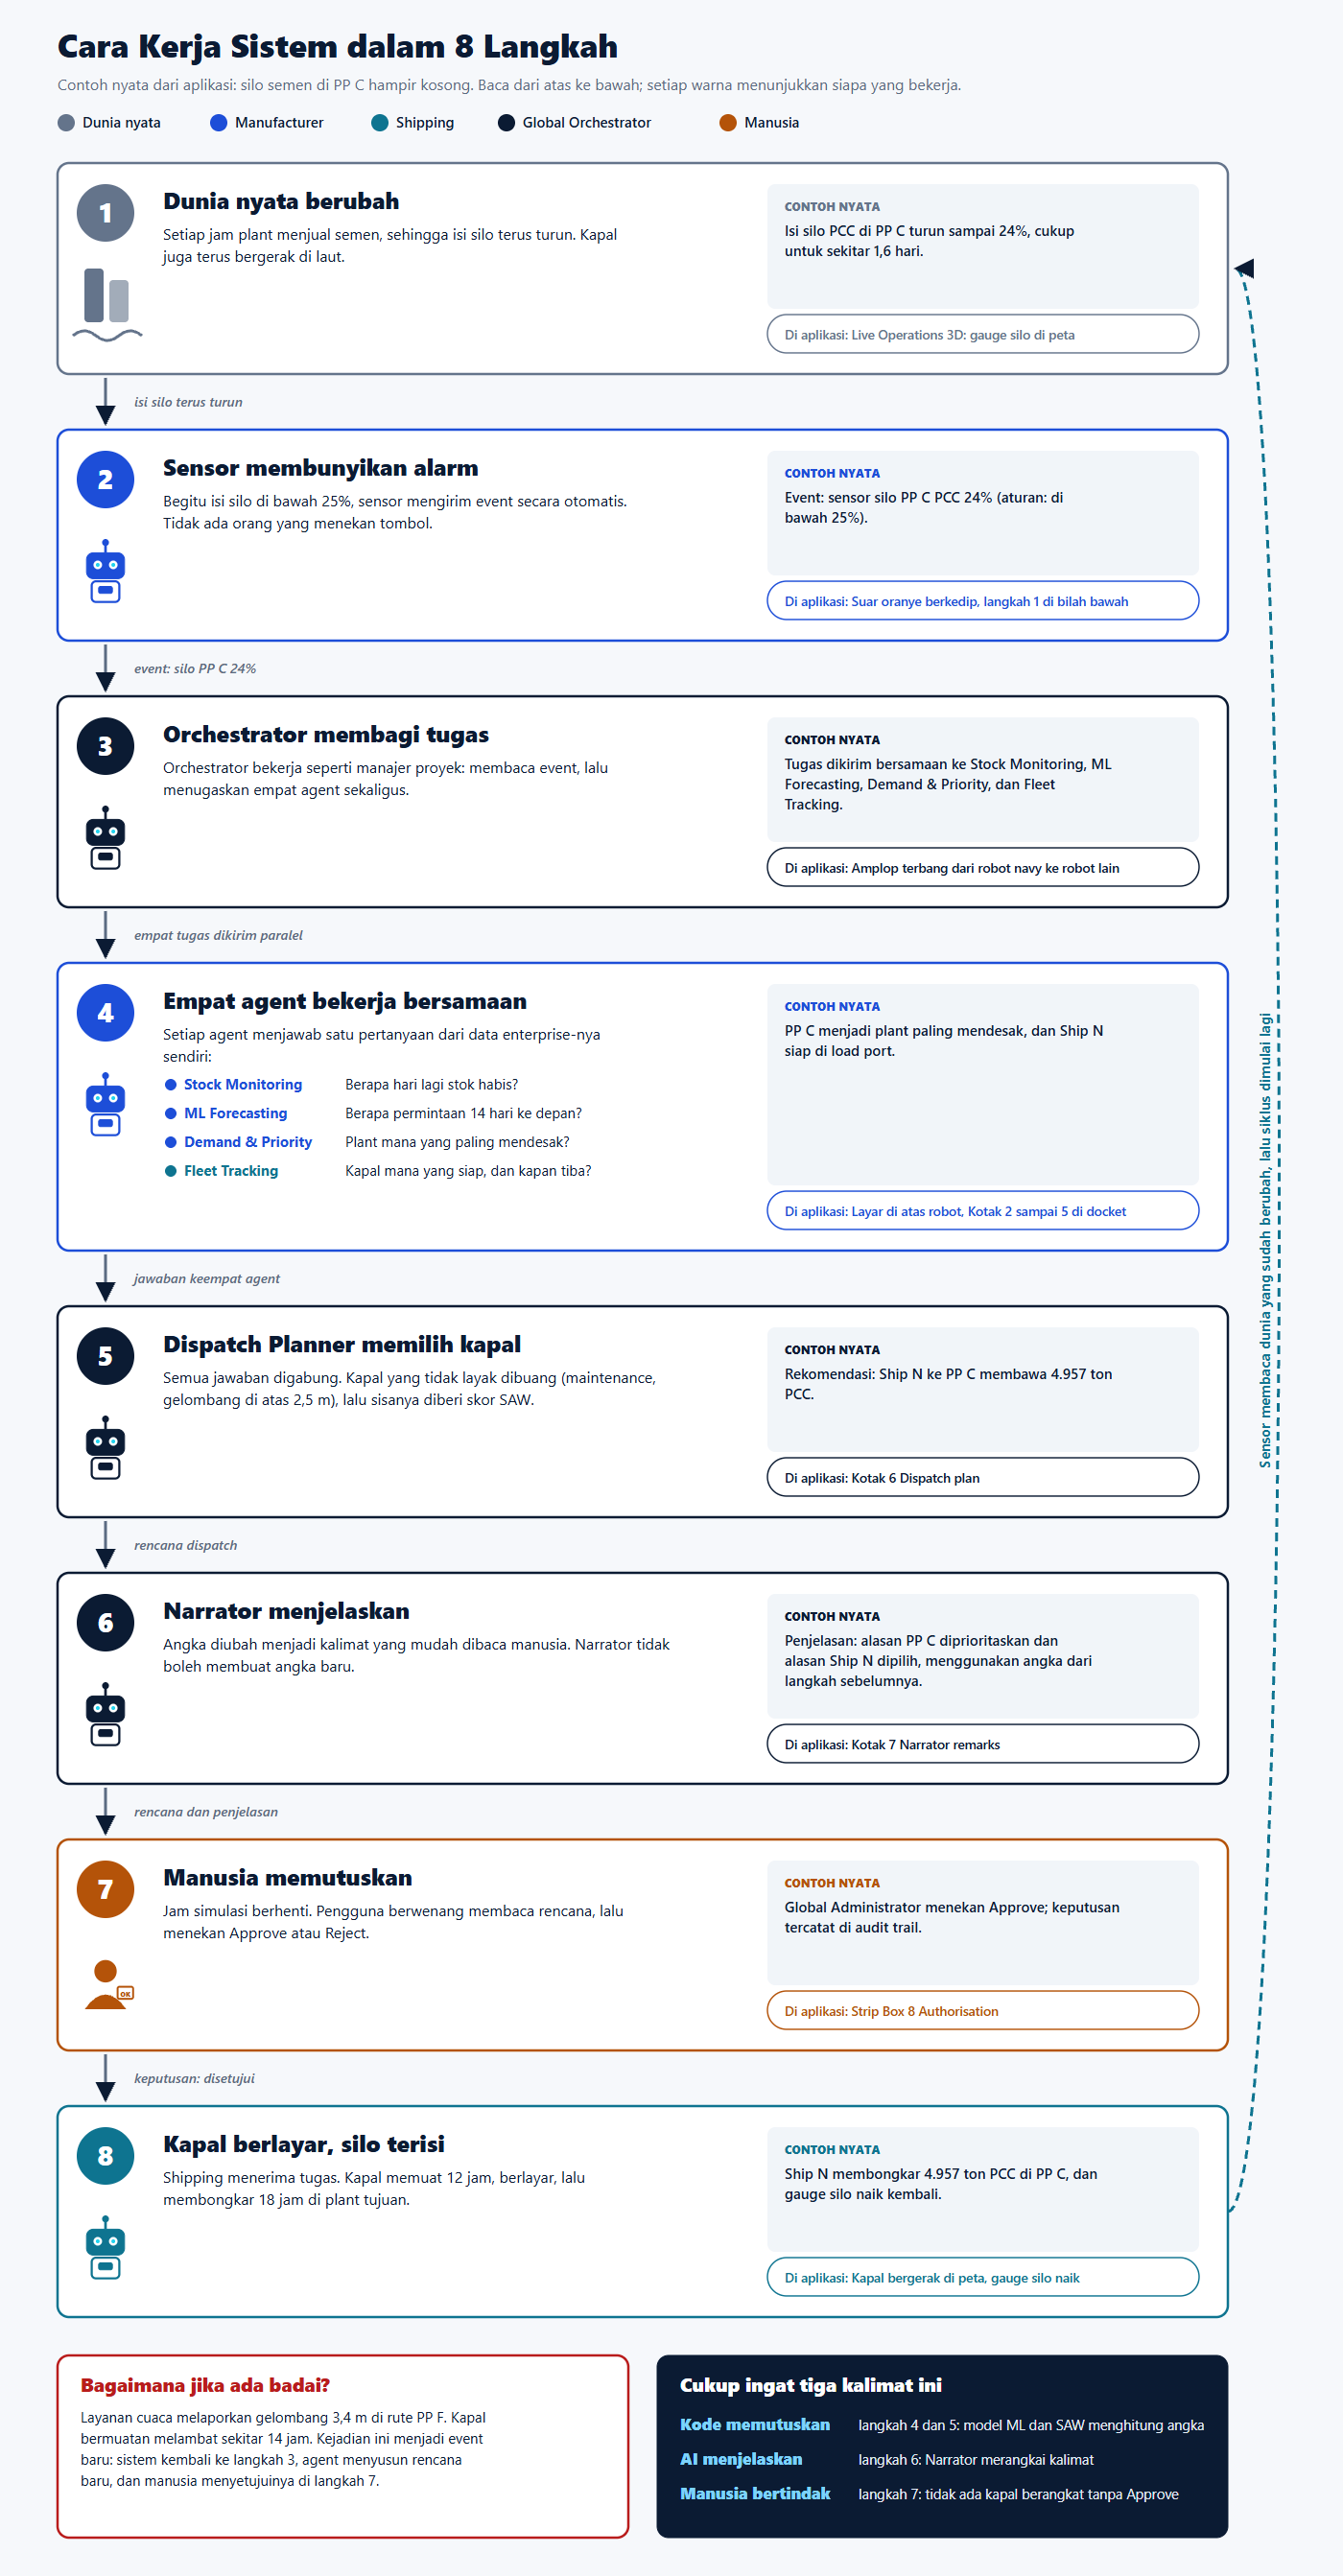 Cara Kerja Sistem dalam 8 Langkah
Contoh nyata dari aplikasi: silo semen di PP C hampir kosong. Baca dari atas ke bawah; setiap warna menunjukkan siapa yang bekerja.
Dunia nyata
Manufacturer
Shipping
Global Orchestrator
Manusia
1
Dunia nyata berubah
Setiap jam plant menjual semen, sehingga isi silo terus turun. Kapal
juga terus bergerak di laut.
CONTOH NYATA
Isi silo PCC di PP C turun sampai 24%, cukup
untuk sekitar 1,6 hari.
Di aplikasi: Live Operations 3D: gauge silo di peta
isi silo terus turun
2
Sensor membunyikan alarm
Begitu isi silo di bawah 25%, sensor mengirim event secara otomatis.
Tidak ada orang yang menekan tombol.
CONTOH NYATA
Event: sensor silo PP C PCC 24% (aturan: di
bawah 25%).
Di aplikasi: Suar oranye berkedip, langkah 1 di bilah bawah
event: silo PP C 24%
3
Orchestrator membagi tugas
Orchestrator bekerja seperti manajer proyek: membaca event, lalu
menugaskan empat agent sekaligus.
CONTOH NYATA
Tugas dikirim bersamaan ke Stock Monitoring, ML
Forecasting, Demand & Priority, dan Fleet
Tracking.
Di aplikasi: Amplop terbang dari robot navy ke robot lain
empat tugas dikirim paralel
4
Empat agent bekerja bersamaan
Setiap agent menjawab satu pertanyaan dari data enterprise-nya
sendiri:
Stock Monitoring Berapa hari lagi stok habis?
ML Forecasting Berapa permintaan 14 hari ke depan?
Demand & Priority Plant mana yang paling mendesak?
Fleet Tracking Kapal mana yang siap, dan kapan tiba?
CONTOH NYATA
PP C menjadi plant paling mendesak, dan Ship N
siap di load port.
Di aplikasi: Layar di atas robot, Kotak 2 sampai 5 di docket
jawaban keempat agent
5
Dispatch Planner memilih kapal
Semua jawaban digabung. Kapal yang tidak layak dibuang (maintenance,
gelombang di atas 2,5 m), lalu sisanya diberi skor SAW.
CONTOH NYATA
Rekomendasi: Ship N ke PP C membawa 4.957 ton
PCC.
Di aplikasi: Kotak 6 Dispatch plan
rencana dispatch
6
Narrator menjelaskan
Angka diubah menjadi kalimat yang mudah dibaca manusia. Narrator tidak
boleh membuat angka baru.
CONTOH NYATA
Penjelasan: alasan PP C diprioritaskan dan
alasan Ship N dipilih, menggunakan angka dari
langkah sebelumnya.
Di aplikasi: Kotak 7 Narrator remarks
rencana dan penjelasan
7
OK
Manusia memutuskan
Jam simulasi berhenti. Pengguna berwenang membaca rencana, lalu
menekan Approve atau Reject.
CONTOH NYATA
Global Administrator menekan Approve; keputusan
tercatat di audit trail.
Di aplikasi: Strip Box 8 Authorisation
keputusan: disetujui
8
Kapal berlayar, silo terisi
Shipping menerima tugas. Kapal memuat 12 jam, berlayar, lalu
membongkar 18 jam di plant tujuan.
CONTOH NYATA
Ship N membongkar 4.957 ton PCC di PP C, dan
gauge silo naik kembali.
Di aplikasi: Kapal bergerak di peta, gauge silo naik
Sensor membaca dunia yang sudah berubah, lalu siklus dimulai lagi
Bagaimana jika ada badai?
Layanan cuaca melaporkan gelombang 3,4 m di rute PP F. Kapal
bermuatan melambat sekitar 14 jam. Kejadian ini menjadi event
baru: sistem kembali ke langkah 3, agent menyusun rencana
baru, dan manusia menyetujuinya di langkah 7.
Cukup ingat tiga kalimat ini
Kode memutuskan langkah 4 dan 5: model ML dan SAW menghitung angka
AI menjelaskan langkah 6: Narrator merangkai kalimat
Manusia bertindak langkah 7: tidak ada kapal berangkat tanpa Approve